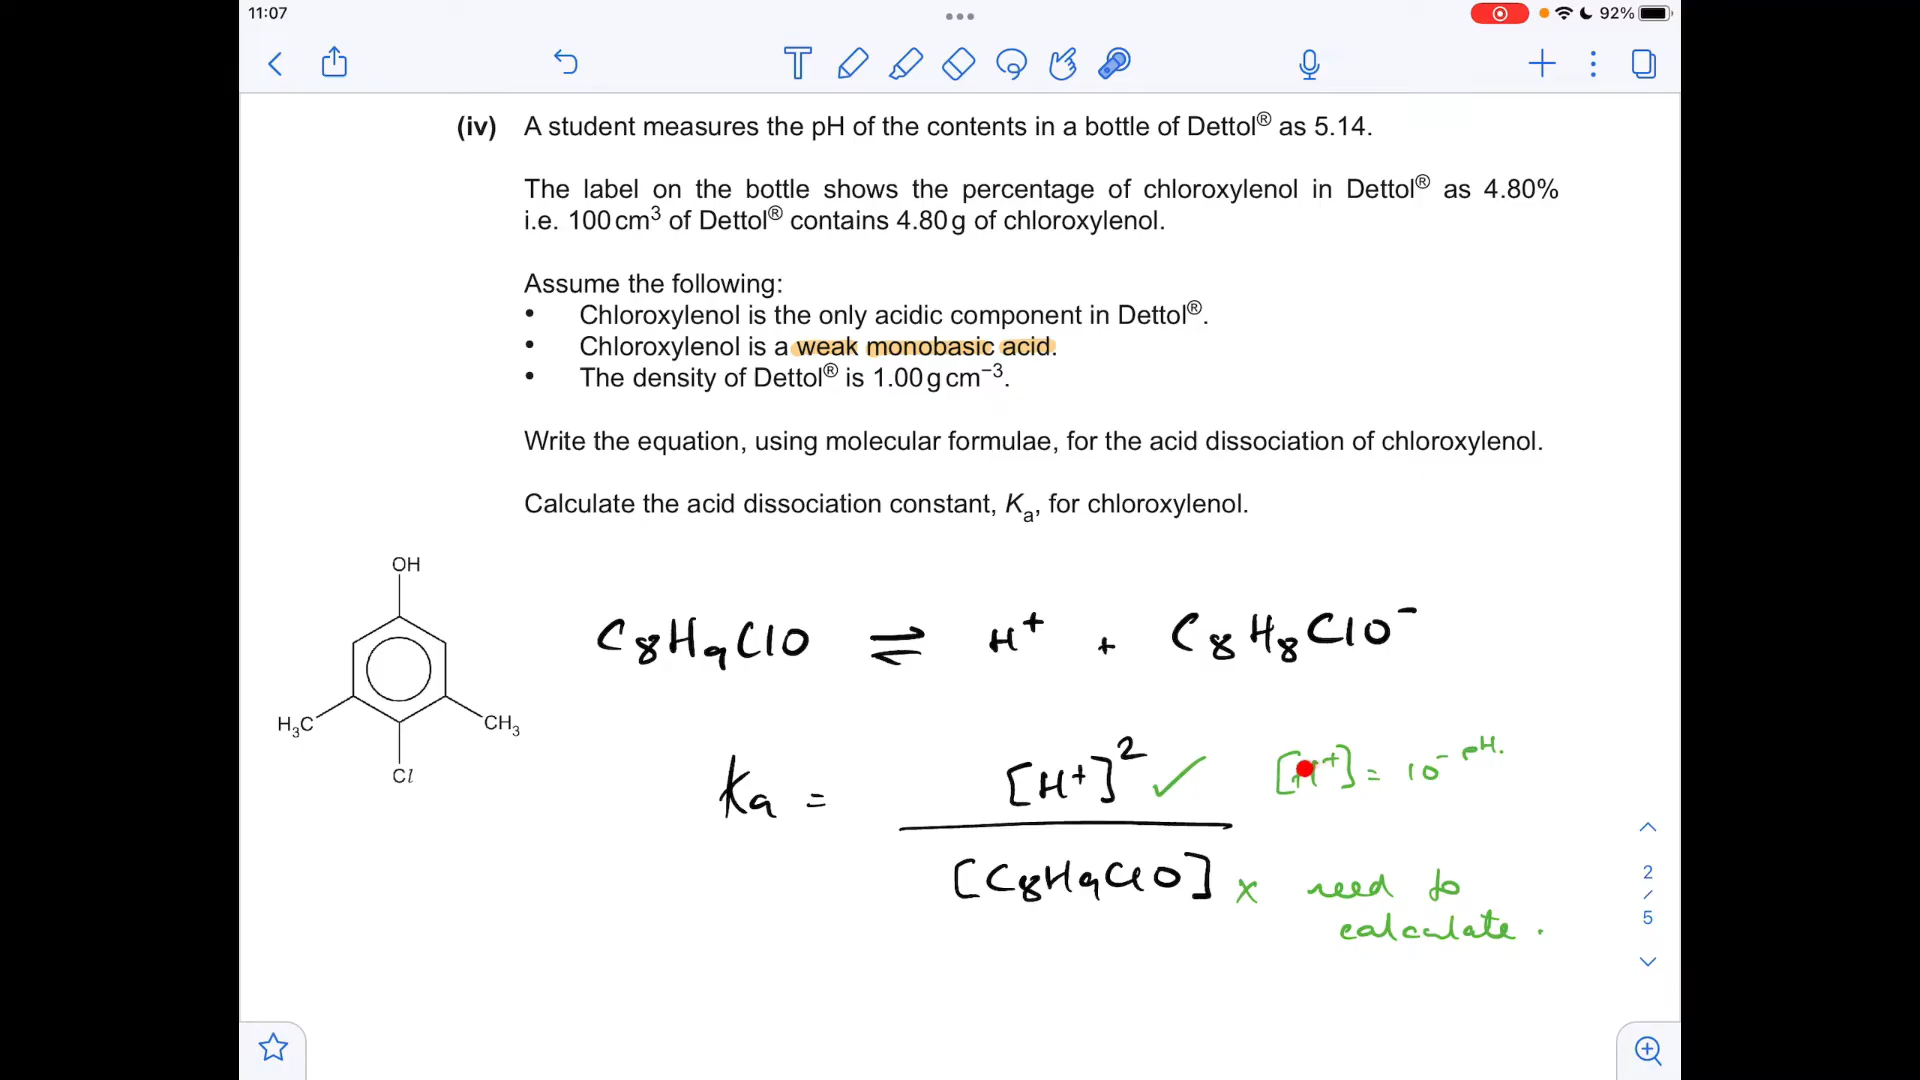 11:07
92%
(iv) A student measures the pH of the contents in a bottle of Dettol® as 5.14.
The label on the bottle shows the percentage of chloroxylenol in Dettol® as 4.80%
i.e. 100 cm³ of Dettol® contains 4.80 g of chloroxylenol.
Assume the following:
• Chloroxylenol is the only acidic component in Dettol®.
• Chloroxylenol is a weak monobasic acid.
• The density of Dettol® is 1.00 g cm⁻³.
Write the equation, using molecular formulae, for the acid dissociation of chloroxylenol.
Calculate the acid dissociation constant, Kₐ, for chloroxylenol.
OH
H₃C
CH₃
Cl
C₈H₉ClO ⇌ H⁺ + C₈H₈ClO⁻
Ka = [H⁺]² ✓ [H⁺] = 10⁻ᵖᴴ.
[C₈H₉ClO] x need to
calculate.
2
/
5